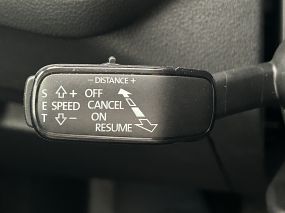 − DISTANCE +
S ⇧ + OFF
E SPEED CANCEL
T ⇩ − ON
RESUME